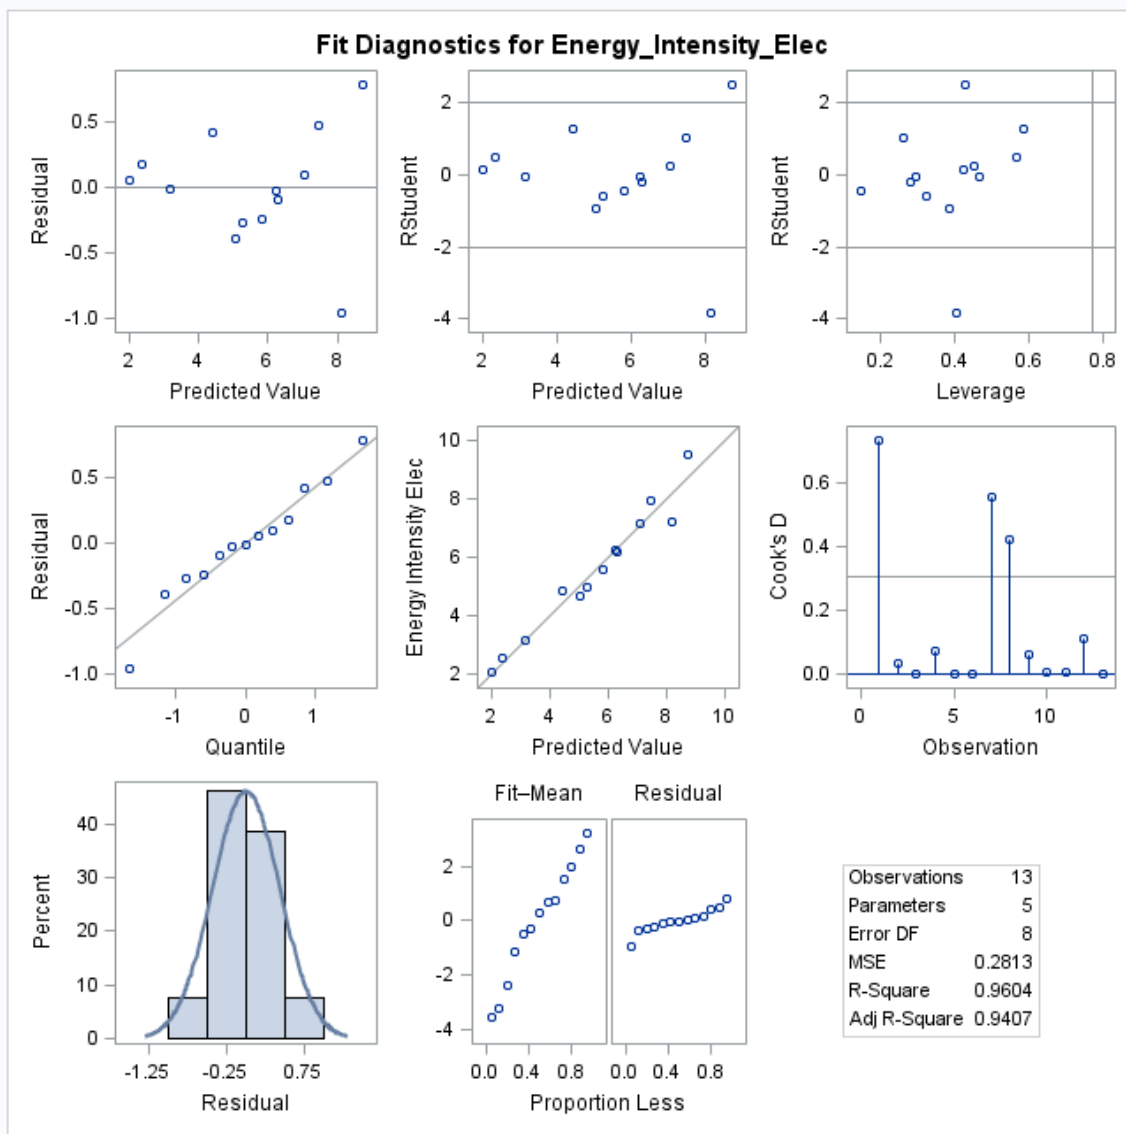 Fit Diagnostics for Energy_Intensity_Elec
Residual
0.5
0.0
-0.5
-1.0
2 4 6 8
Predicted Value
RStudent
2
0
-2
-4
2 4 6 8
Predicted Value
RStudent
2
0
-2
-4
0.2 0.4 0.6 0.8
Leverage
Residual
0.5
0.0
-0.5
-1.0
-1 0 1
Quantile
Energy Intensity Elec
10
8
6
4
2
2 4 6 8 10
Predicted Value
Cook's D
0.6
0.4
0.2
0.0
0 5 10
Observation
Percent
40
30
20
10
0
-1.25 -0.25 0.75
Residual
Fit–Mean Residual
2
0
-2
-4
0.0 0.4 0.8 0.0 0.4 0.8
Proportion Less
Observations 13
Parameters 5
Error DF 8
MSE 0.2813
R-Square 0.9604
Adj R-Square 0.9407